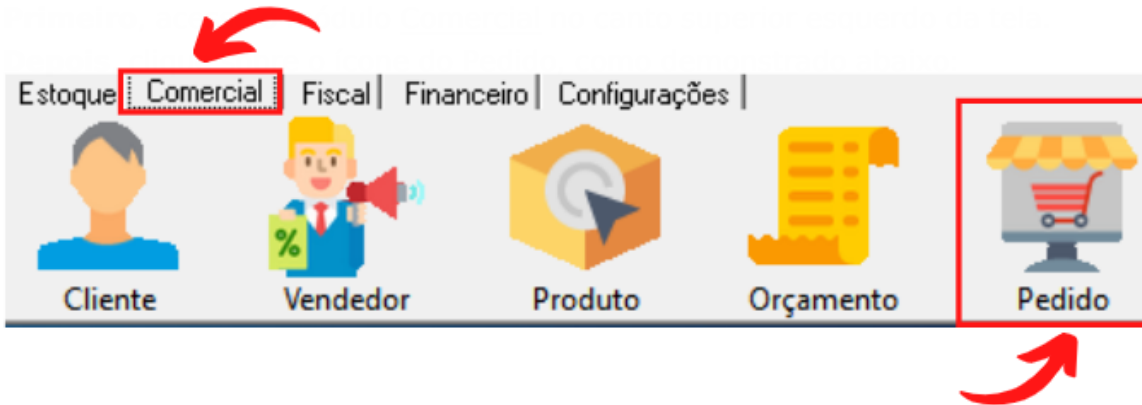 Estoque Comercial Fiscal Financeiro Configurações
%
Cliente Vendedor Produto Orçamento Pedido